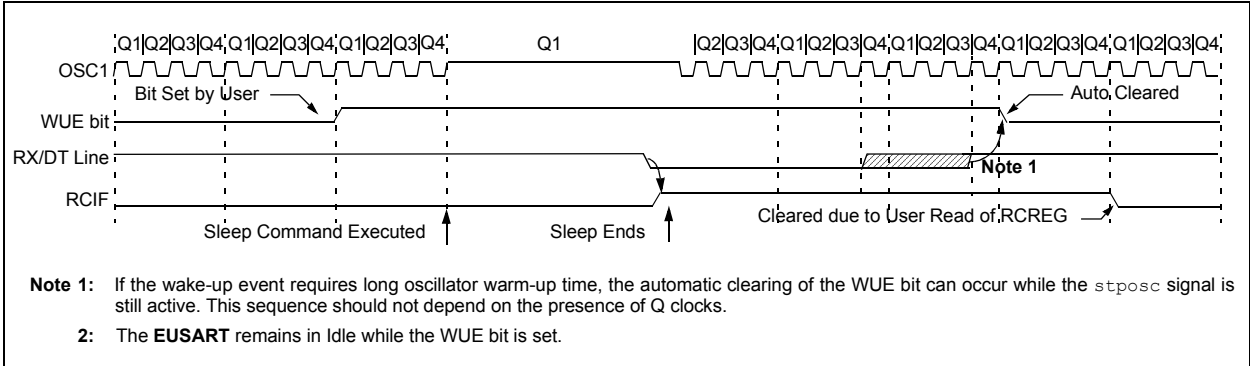 Q1|Q2|Q3|Q4|Q1|Q2|Q3|Q4|Q1|Q2|Q3|Q4 Q1 |Q2|Q3|Q4|Q1|Q2|Q3|Q4|Q1|Q2|Q3|Q4|Q1|Q2|Q3|Q4|Q1|Q2|Q3|Q4
OSC1
Bit Set by User
Auto Cleared
WUE bit
RX/DT Line
Note 1
RCIF
Cleared due to User Read of RCREG
Sleep Command Executed
Sleep Ends
Note 1: If the wake-up event requires long oscillator warm-up time, the automatic clearing of the WUE bit can occur while the stposc signal is
still active. This sequence should not depend on the presence of Q clocks.
2: The EUSART remains in Idle while the WUE bit is set.